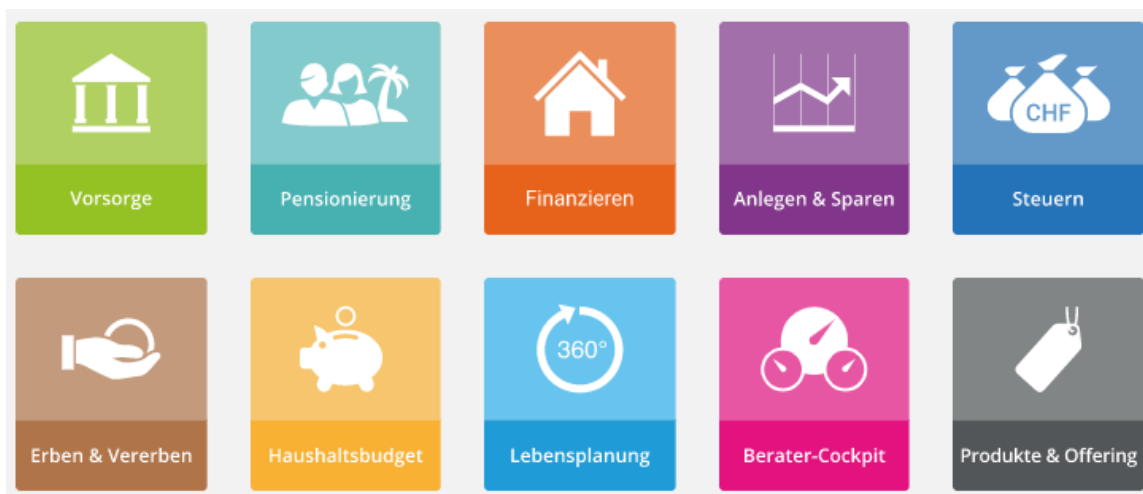 CHF
Vorsorge
Pensionierung
Finanzieren
Anlegen & Sparen
Steuern
360°
Erben & Vererben
Haushaltsbudget
Lebensplanung
Berater-Cockpit
Produkte & Offering